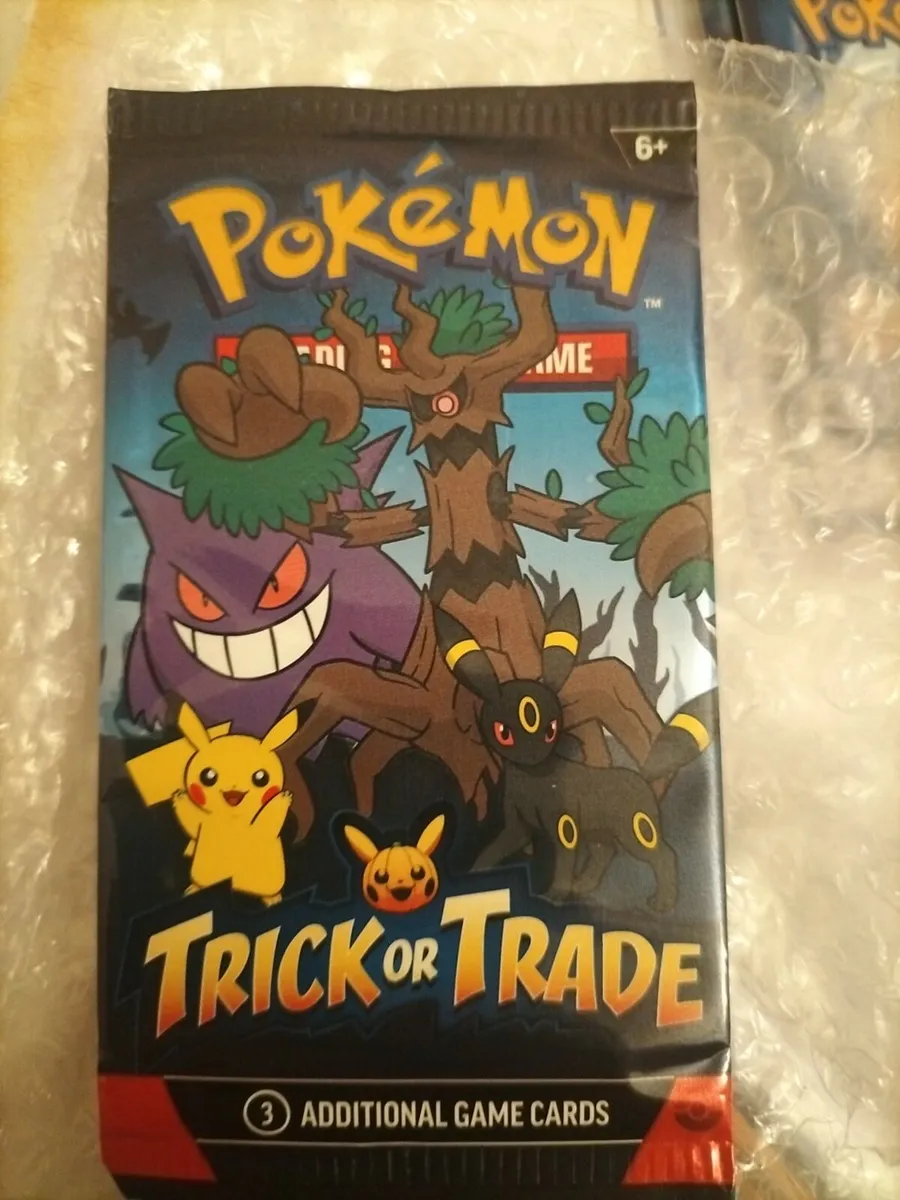 6+
POKéMON
TM
TRICK OR TRADE
3 ADDITIONAL GAME CARDS